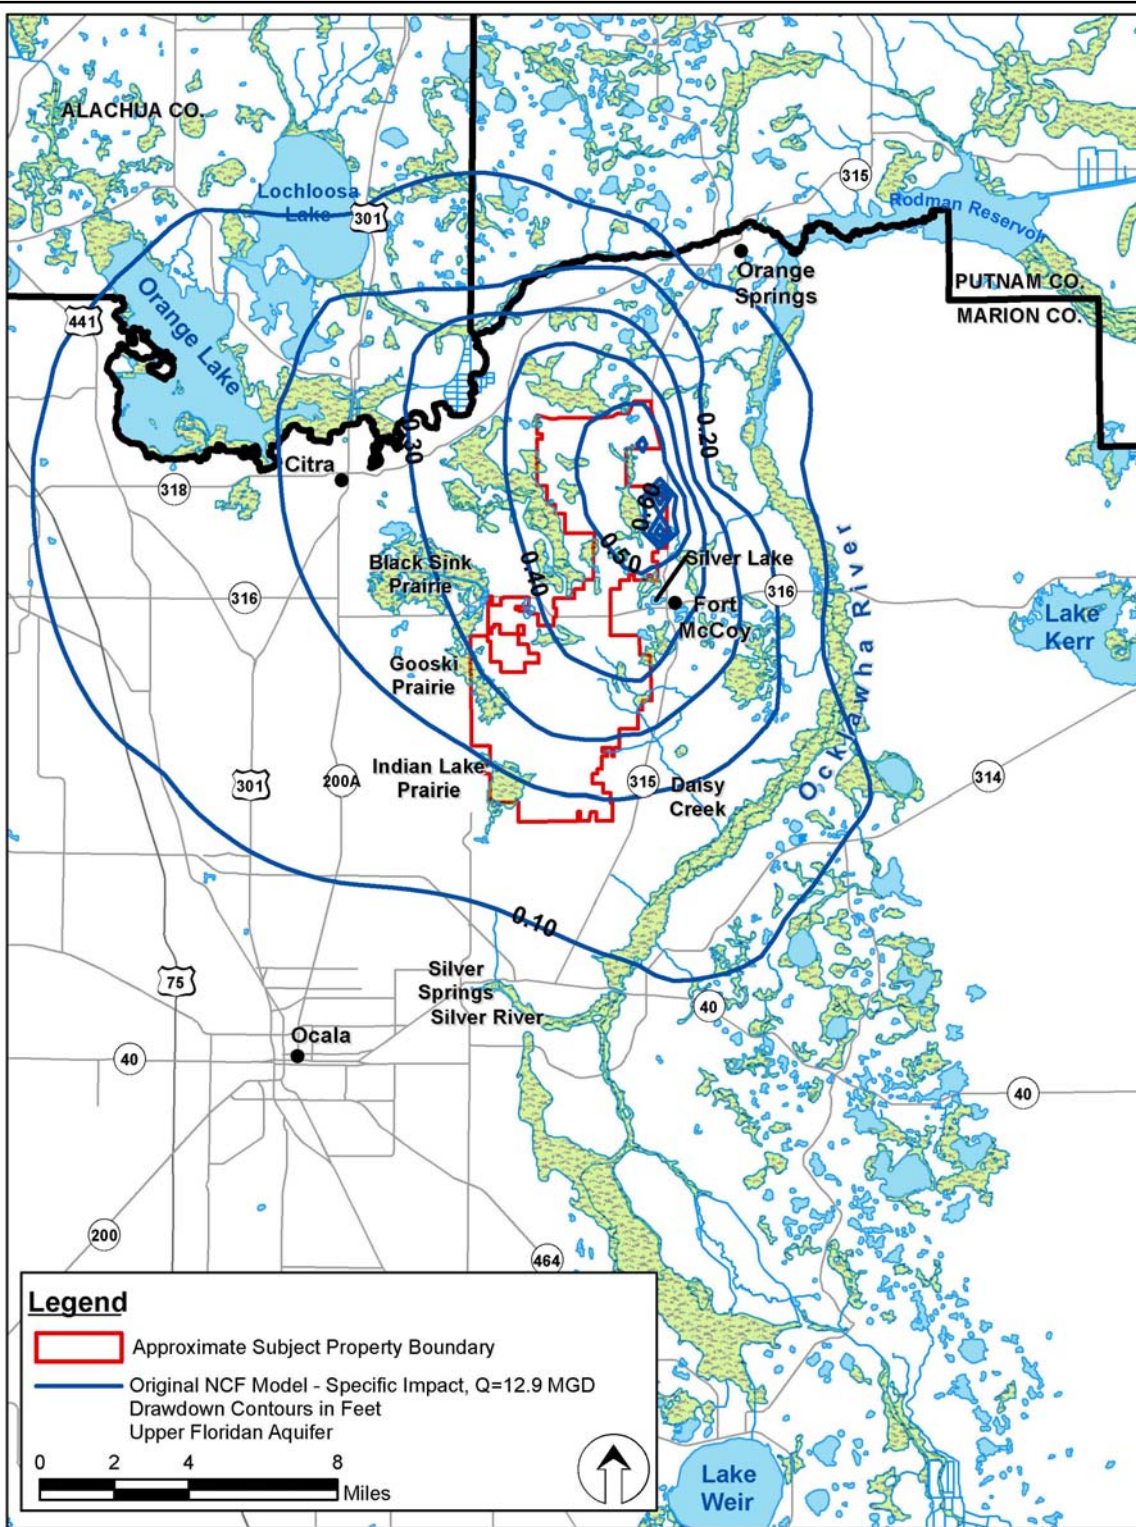 ALACHUA CO.
Lochloosa
Lake
301
315
Rodman Reservoir
Orange
Springs
PUTNAM CO.
MARION CO.
441
Orange Lake
0.30
0.20
Citra
318
0.60
0.50
0.40
Silver Lake
Black Sink
Prairie
316
316
Fort
McCoy
Ocklawha River
Lake
Kerr
Gooski
Prairie
Indian Lake
Prairie
301
200A
315
Daisy
Creek
314
0.10
75
Silver
Springs
Silver River
40
Ocala
40
40
200
464
Legend
Approximate Subject Property Boundary
Original NCF Model - Specific Impact, Q=12.9 MGD
Drawdown Contours in Feet
Upper Floridan Aquifer
0 2 4 8
Miles
Lake
Weir